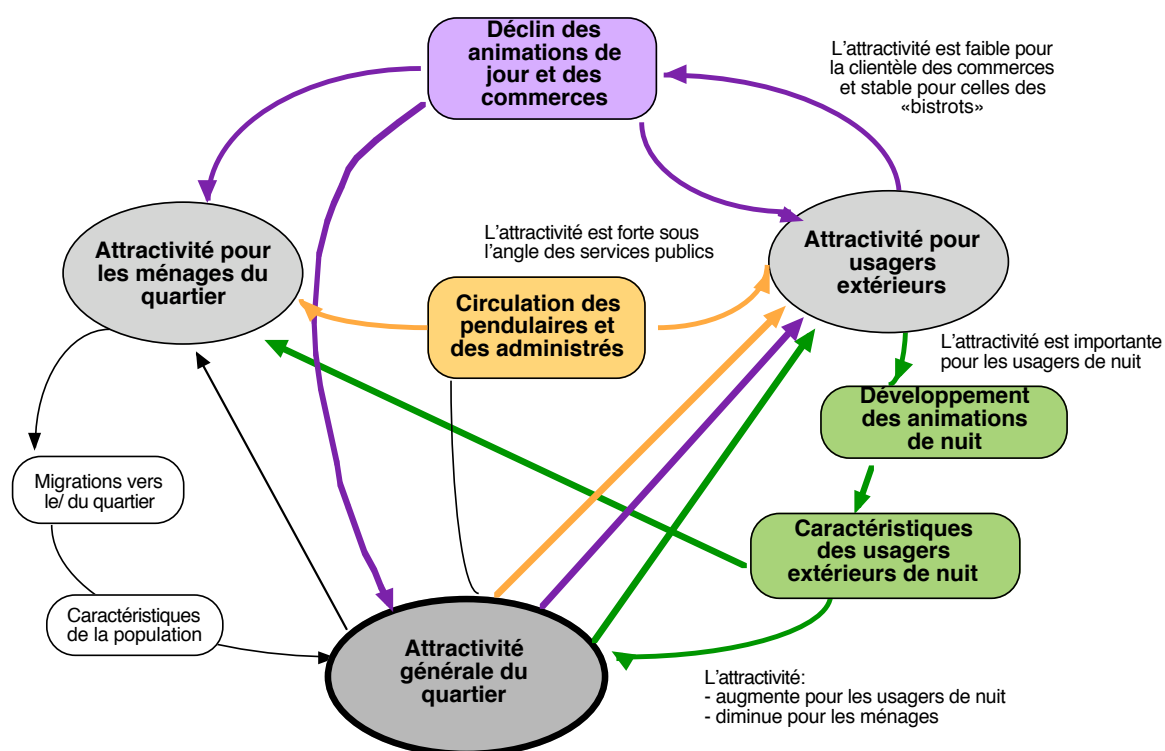 Déclin des
animations de
jour et des
commerces
L'attractivité est faible pour
la clientèle des commerces
et stable pour celles des
«bistrots»
Attractivité pour
les ménages du
quartier
L'attractivité est forte sous
l'angle des services publics
Attractivité pour
usagers
extérieurs
Circulation des
pendulaires et
des administrés
L'attractivité est importante
pour les usagers de nuit
Développement
des animations
de nuit
Migrations vers
le/ du quartier
Caractéristiques
des usagers
extérieurs de nuit
Caractéristiques
de la population
Attractivité
générale du
quartier
L'attractivité:
- augmente pour les usagers de nuit
- diminue pour les ménages